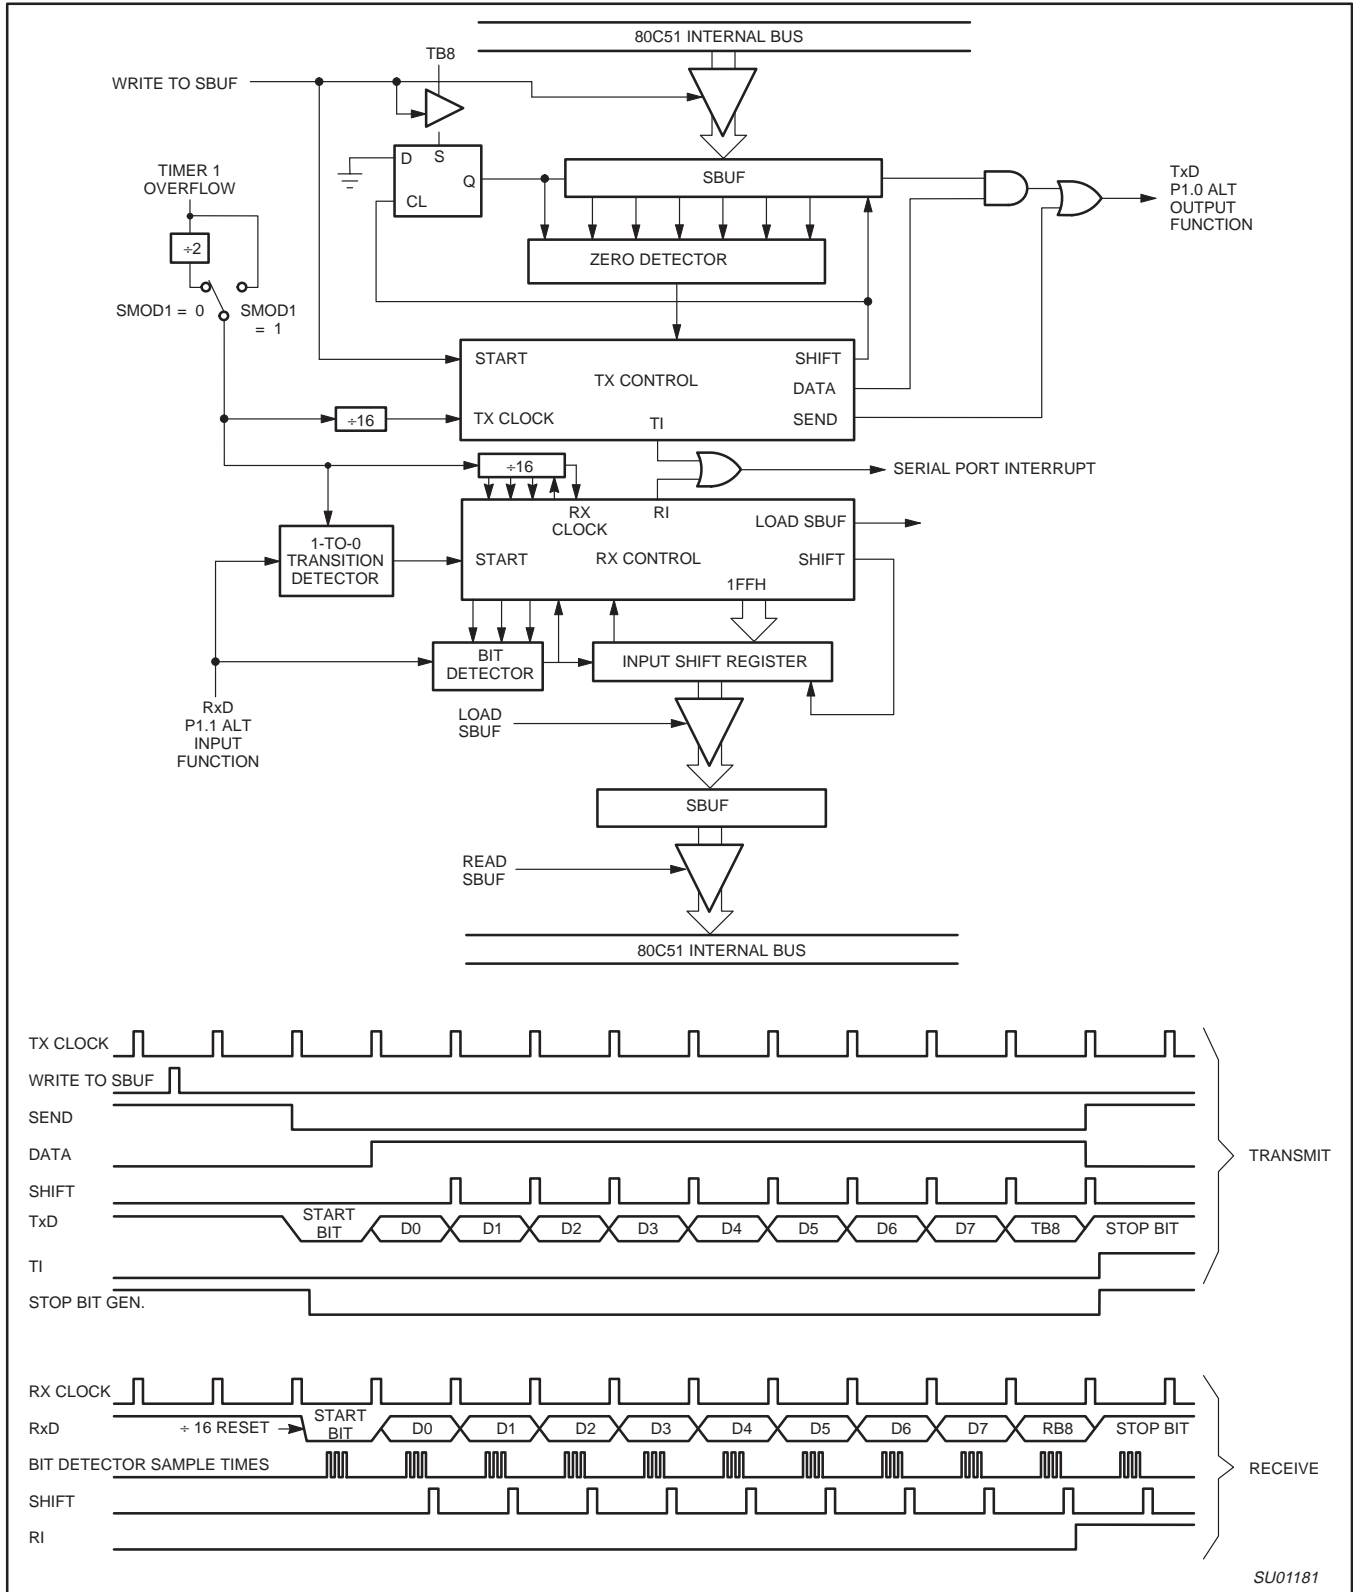 80C51 INTERNAL BUS
TB8
WRITE TO SBUF
D
S
Q
CL
SBUF
TIMER 1
OVERFLOW
÷2
SMOD1 = 0
SMOD1
= 1
ZERO DETECTOR
TxD
P1.0 ALT
OUTPUT
FUNCTION
START
SHIFT
TX CONTROL
DATA
÷16
TX CLOCK
TI
SEND
÷16
SERIAL PORT INTERRUPT
RX
CLOCK
RI
LOAD SBUF
1-TO-0
TRANSITION
DETECTOR
START
RX CONTROL
SHIFT
1FFH
BIT
DETECTOR
INPUT SHIFT REGISTER
RxD
P1.1 ALT
INPUT
FUNCTION
LOAD
SBUF
SBUF
READ
SBUF
80C51 INTERNAL BUS
TX CLOCK
WRITE TO SBUF
SEND
DATA
TRANSMIT
SHIFT
TxD
START
BIT
D0
D1
D2
D3
D4
D5
D6
D7
TB8
STOP BIT
TI
STOP BIT GEN.
RX CLOCK
RxD
÷ 16 RESET
START
BIT
D0
D1
D2
D3
D4
D5
D6
D7
RB8
STOP BIT
BIT DETECTOR SAMPLE TIMES
RECEIVE
SHIFT
RI
SU01181